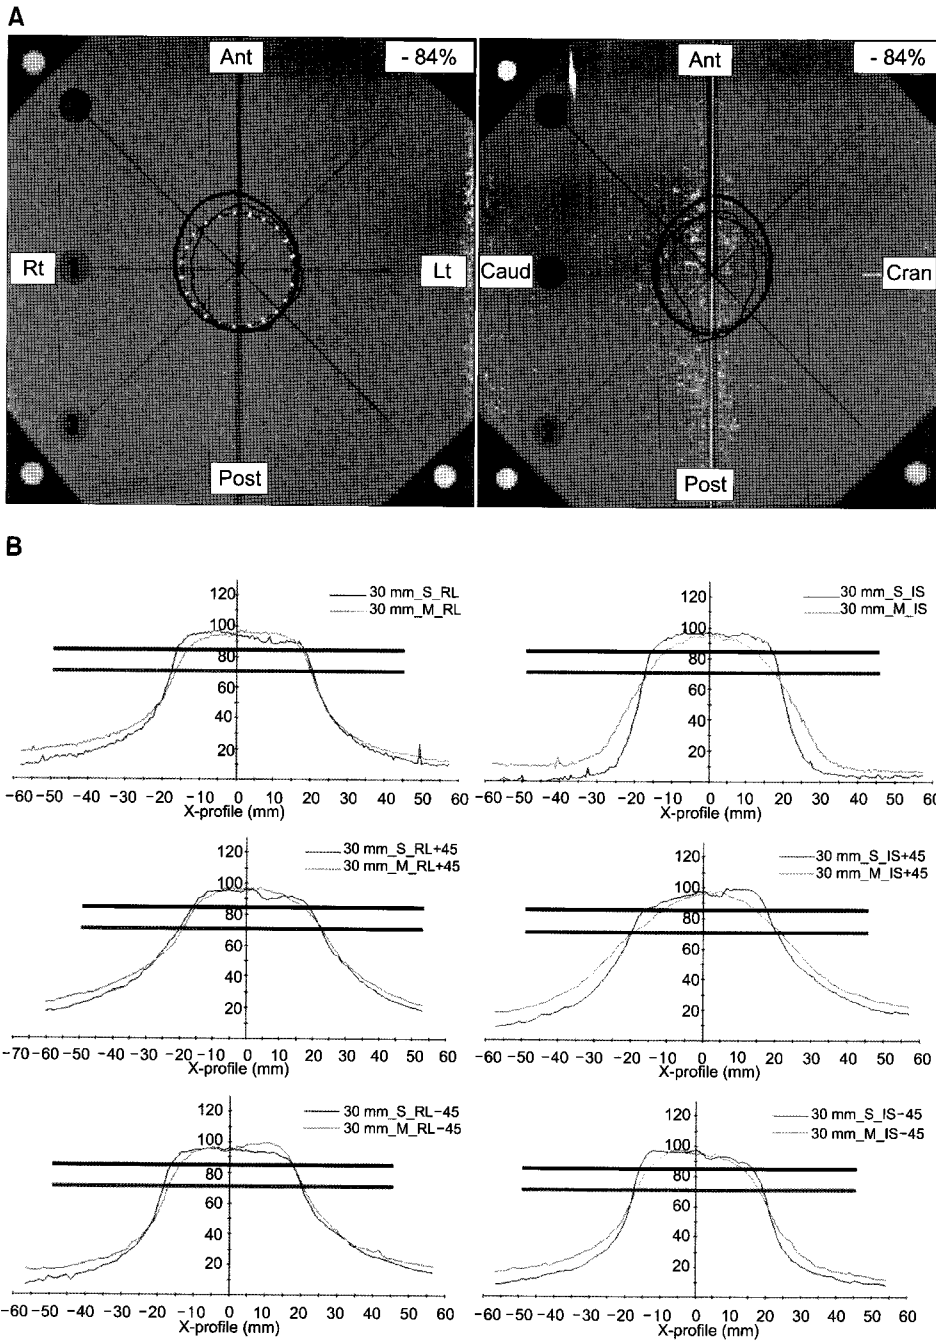 A
Ant
- 84%
Ant
- 84%
Rt
Lt
Caud
Cran
Post
Post
B
30 mm_S_RL
30 mm_M_RL
120
100
80
60
40
20
−60 −50 −40 −30 −20 −10 0 10 20 30 40 50 60
X-profile (mm)
30 mm_S_IS
30 mm_M_IS
120
100
80
60
40
20
−60 −50 −40 −30 −20 −10 0 10 20 30 40 50 60
X-profile (mm)
30 mm_S_RL+45
30 mm_M_RL+45
120
100
80
60
40
20
−70 −60 −50 −40 −30 −20 −10 0 10 20 30 40 50 60
X-profile (mm)
30 mm_S_IS+45
30 mm_M_IS+45
120
100
80
60
40
20
−60 −50 −40 −30 −20 −10 0 10 20 30 40 50 60
X-profile (mm)
30 mm_S_RL−45
30 mm_M_RL−45
120
100
80
60
40
20
−60 −50 −40 −30 −20 −10 0 10 20 30 40 50 60
X-profile (mm)
30 mm_S_IS−45
30 mm_M_IS−45
120
100
80
60
40
20
−60 −50 −40 −30 −20 −10 0 10 20 30 40 50 60
X-profile (mm)